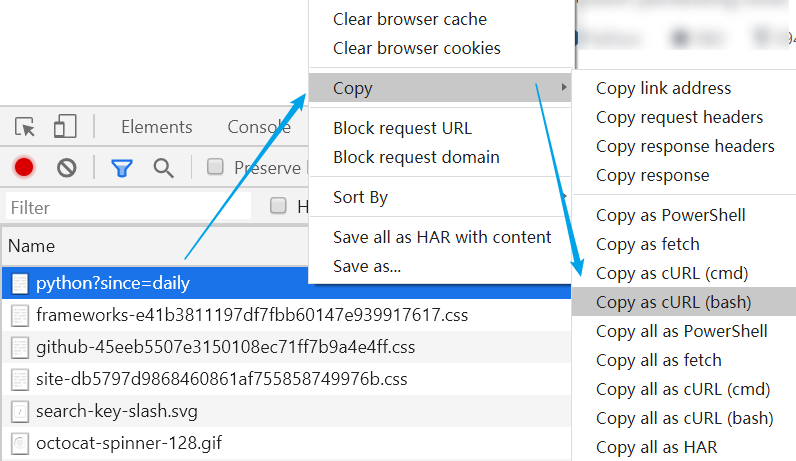 Clear browser cache
Clear browser cookies
Copy
Block request URL
Block request domain
Sort By
Save all as HAR with content
Save as...
Copy link address
Copy request headers
Copy response headers
Copy response
Copy as PowerShell
Copy as fetch
Copy as cURL (cmd)
Copy as cURL (bash)
Copy all as PowerShell
Copy all as fetch
Copy all as cURL (cmd)
Copy all as cURL (bash)
Copy all as HAR
Elements Console
Preserve
Filter H
Name
python?since=daily
frameworks-e41b3811197df7fbb60147e939917617.css
github-45eeb5507e3150108ec71ff7b9a4e4ff.css
site-db5797d9868460861af755858749976b.css
search-key-slash.svg
octocat-spinner-128.gif